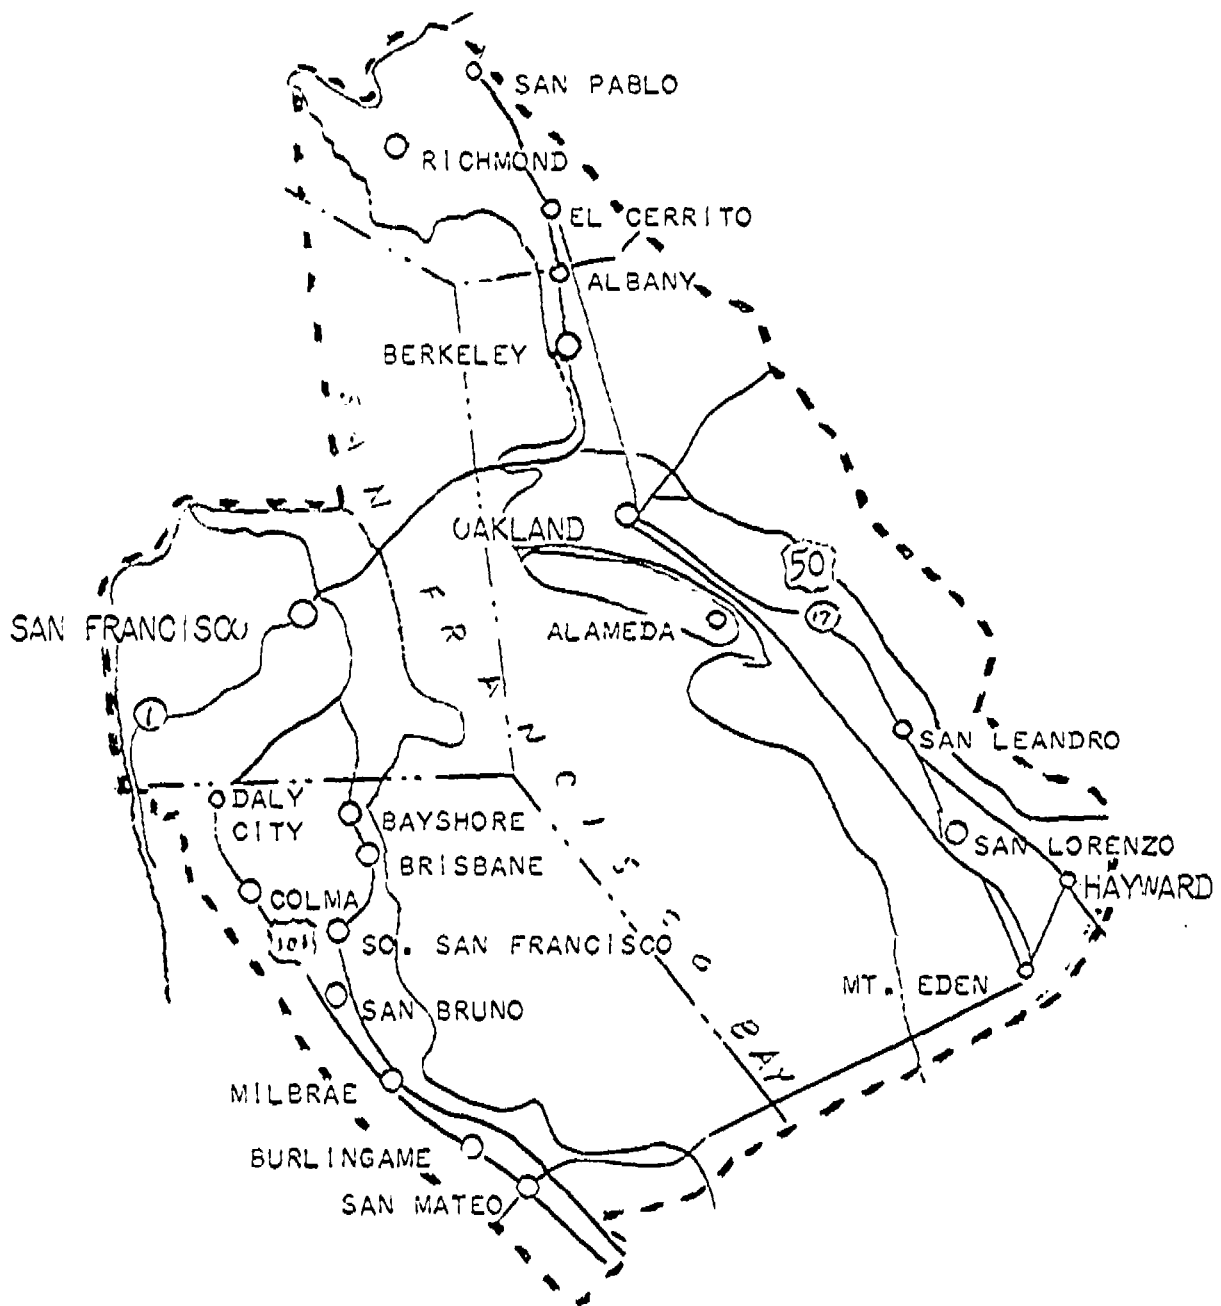 SAN PABLO
RICHMOND
EL CERRITO
ALBANY
BERKELEY
OAKLAND
50
SAN FRANCISCO
ALAMEDA
17
1
SAN LEANDRO
DALY
CITY
BAYSHORE
BRISBANE
SAN LORENZO
HAYWARD
COLMA
101
SO. SAN FRANCISCO
MT. EDEN
SAN BRUNO
MILBRAE
BURLINGAME
SAN MATEO
SAN FRANCISCO BAY